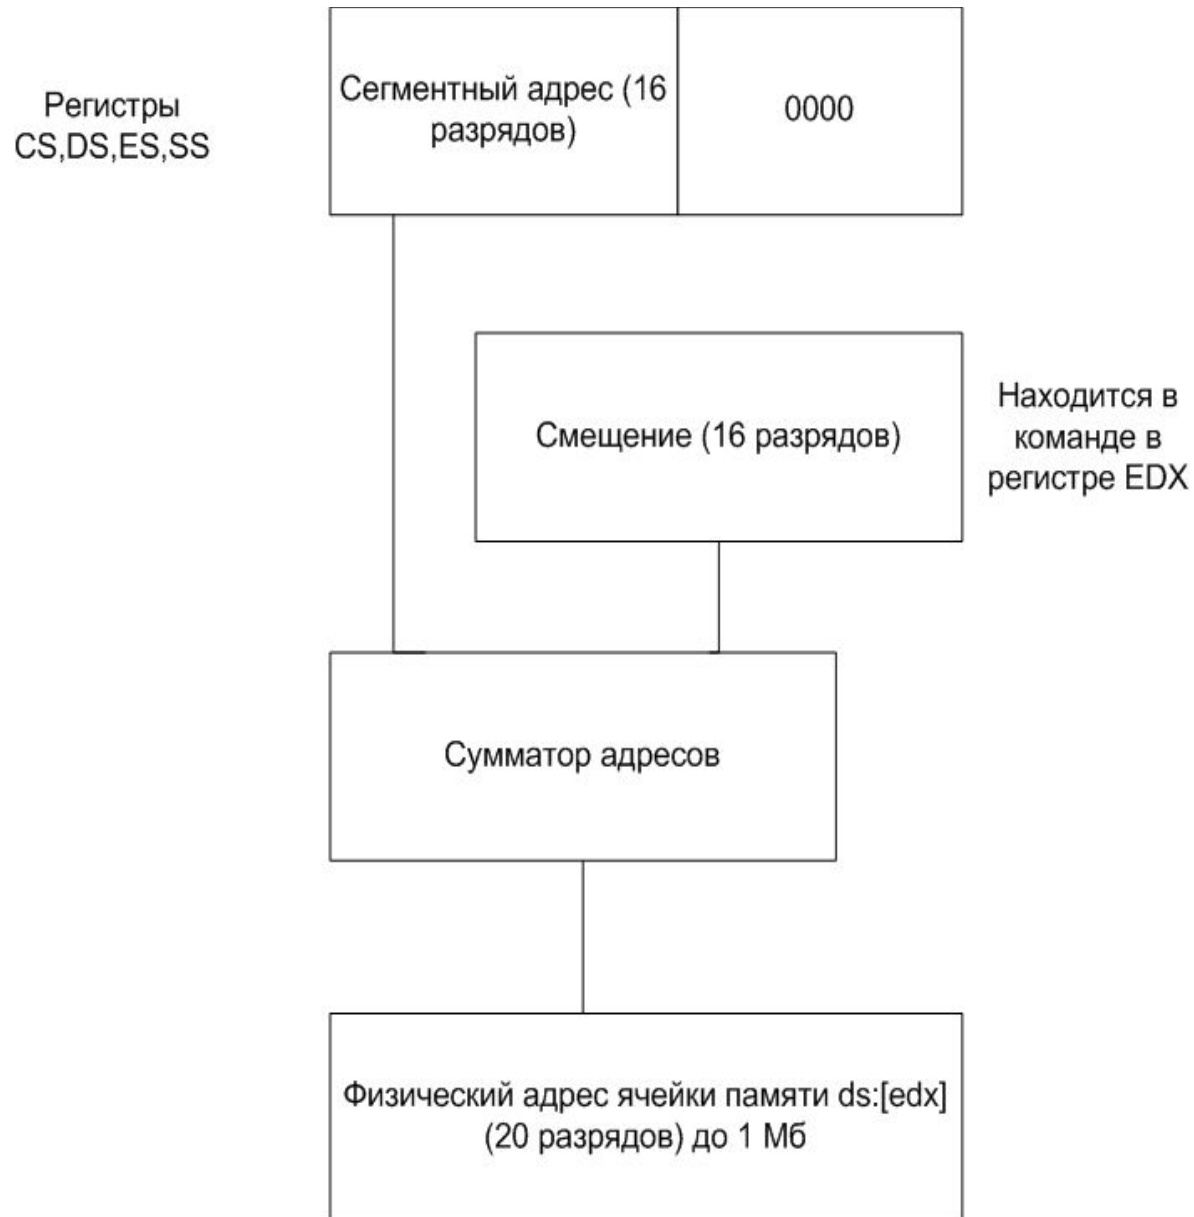 Регистры
CS,DS,ES,SS
Сегментный адрес (16
разрядов)
0000
Смещение (16 разрядов)
Находится в
команде в
регистре EDX
Сумматор адресов
Физический адрес ячейки памяти ds:[edx]
(20 разрядов) до 1 Мб